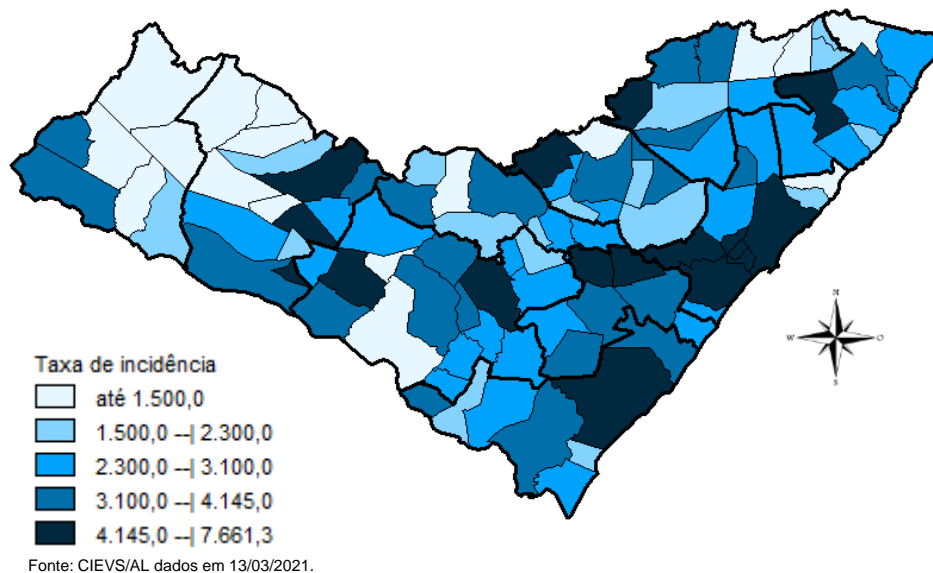 N
W
O
S
Taxa de incidência
até 1.500,0
1.500,0 --| 2.300,0
2.300,0 --| 3.100,0
3.100,0 --| 4.145,0
4.145,0 --| 7.661,3
Fonte: CIEVS/AL dados em 13/03/2021.